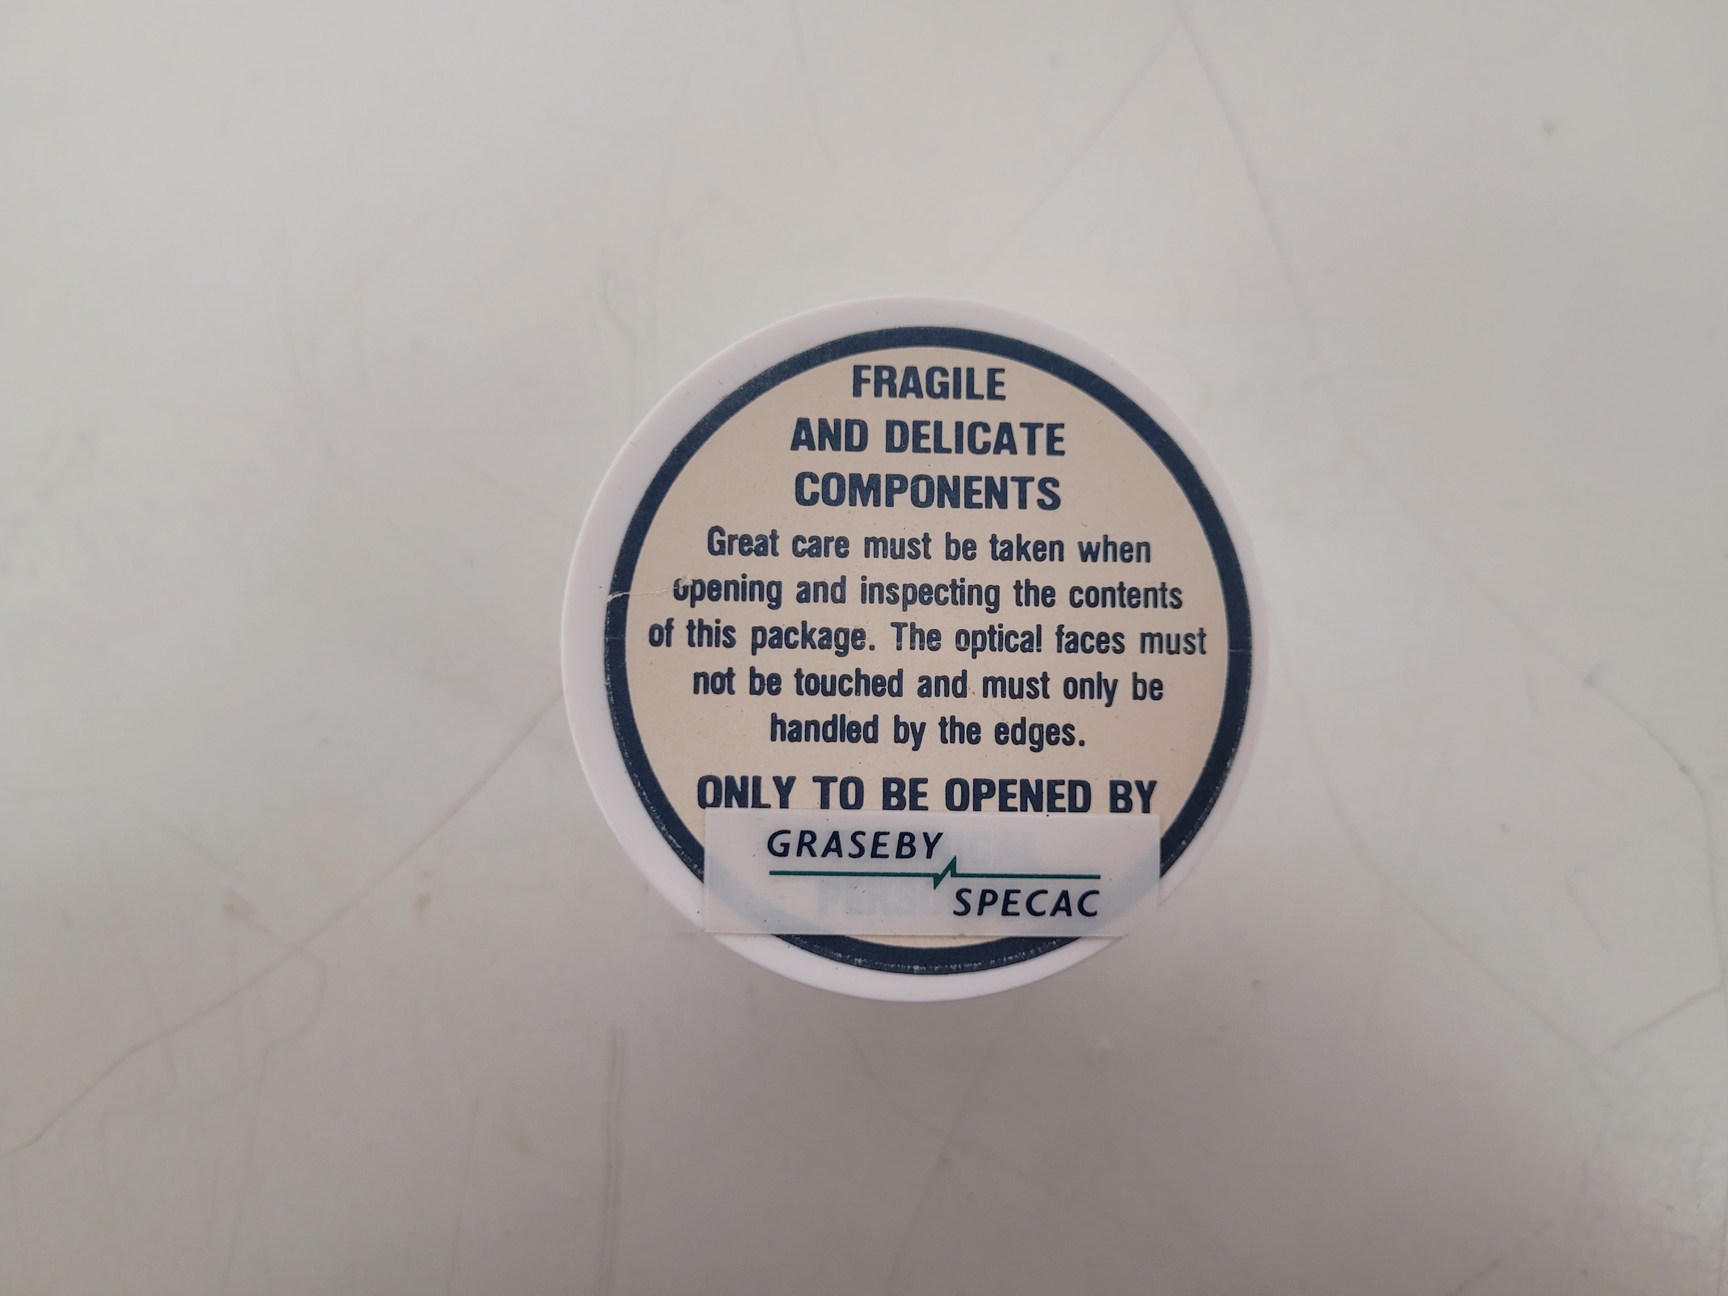 FRAGILE
AND DELICATE
COMPONENTS
Great care must be taken when
opening and inspecting the contents
of this package. The optical faces must
not be touched and must only be
handled by the edges.
ONLY TO BE OPENED BY
GRASEBY
SPECAC